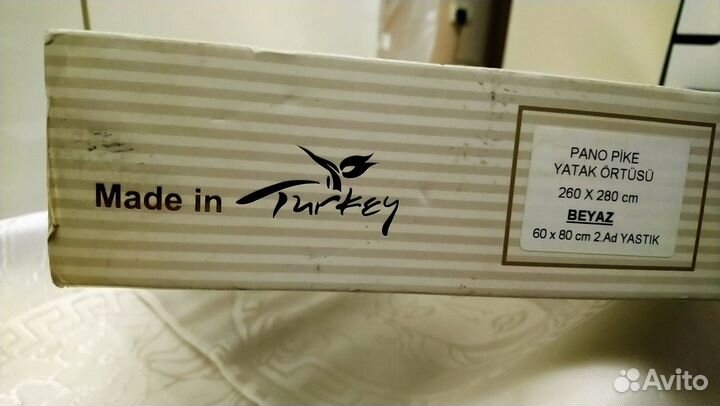 Made in Turkey
PANO PİKE
YATAK ÖRTÜSÜ
260 X 280 cm
BEYAZ
60 x 80 cm 2.Ad YASTIK
Avito